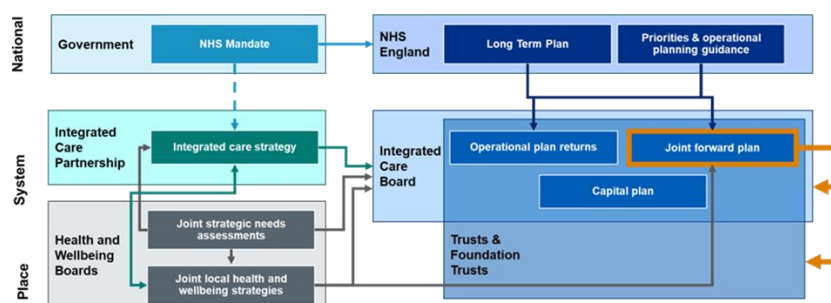 National
Government
NHS Mandate
NHS
England
Long Term Plan
Priorities & operational
planning guidance
System
Integrated
Care
Partnership
Integrated care strategy
Integrated
Care
Board
Operational plan returns
Joint forward plan
Capital plan
Place
Health and
Wellbeing
Boards
Joint strategic needs
assessments
Joint local health and
wellbeing strategies
Trusts &
Foundation
Trusts